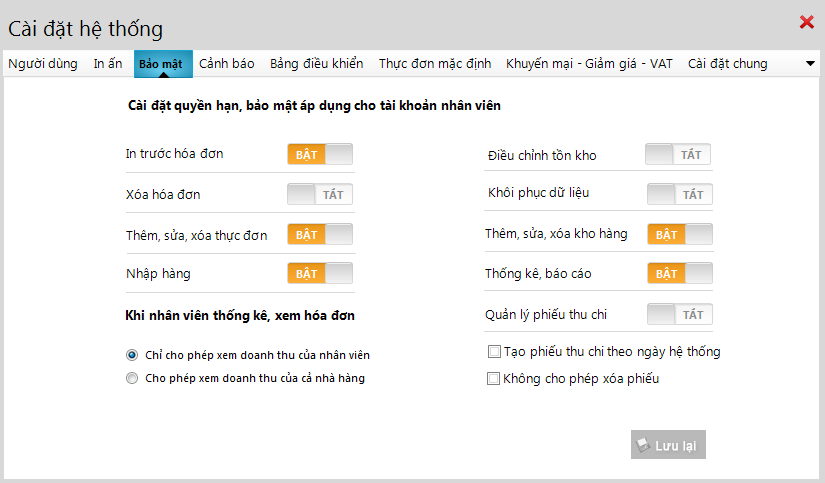 Cài đặt hệ thống
Người dùng In ấn Bảo mật Cảnh báo Bảng điều khiển Thực đơn mặc định Khuyến mại - Giảm giá - VAT Cài đặt chung
Cài đặt quyền hạn, bảo mật áp dụng cho tài khoản nhân viên
In trước hóa đơn BẬT
Điều chỉnh tồn kho TẮT
Xóa hóa đơn TẮT
Khôi phục dữ liệu TẮT
Thêm, sửa, xóa thực đơn BẬT
Thêm, sửa, xóa kho hàng BẬT
Nhập hàng BẬT
Thống kê, báo cáo BẬT
Khi nhân viên thống kê, xem hóa đơn
Quản lý phiếu thu chi TẮT
Chỉ cho phép xem doanh thu của nhân viên
Tạo phiếu thu chi theo ngày hệ thống
Cho phép xem doanh thu của cả nhà hàng
Không cho phép xóa phiếu
Lưu lại